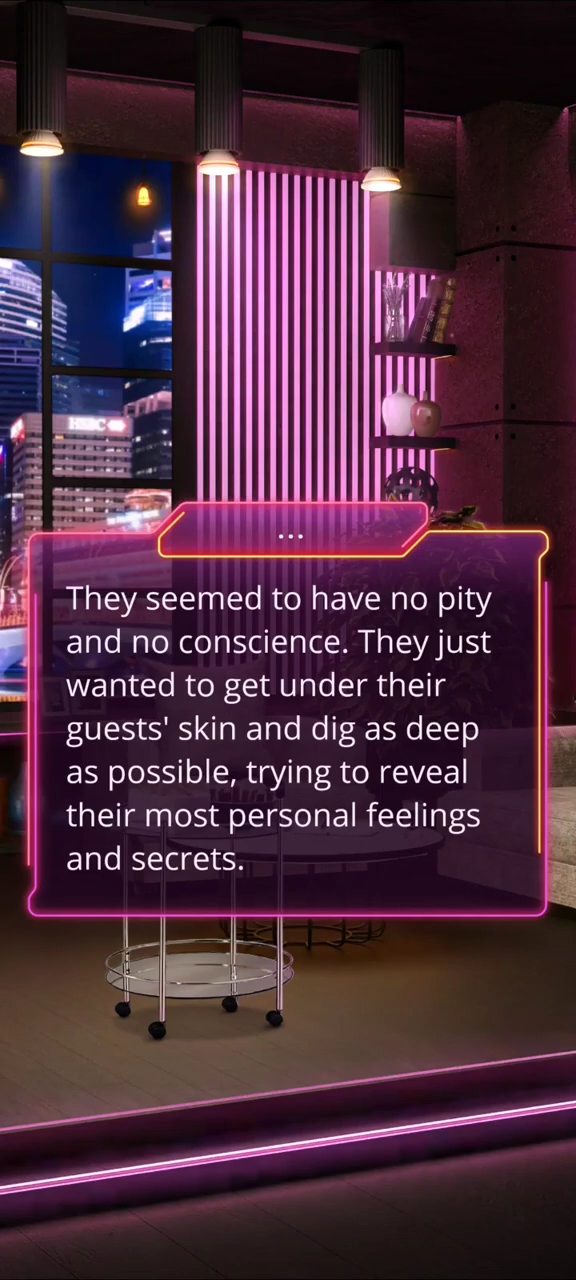 HSBC
...
They seemed to have no pity
and no conscience. They just
wanted to get under their
guests' skin and dig as deep
as possible, trying to reveal
their most personal feelings
and secrets.